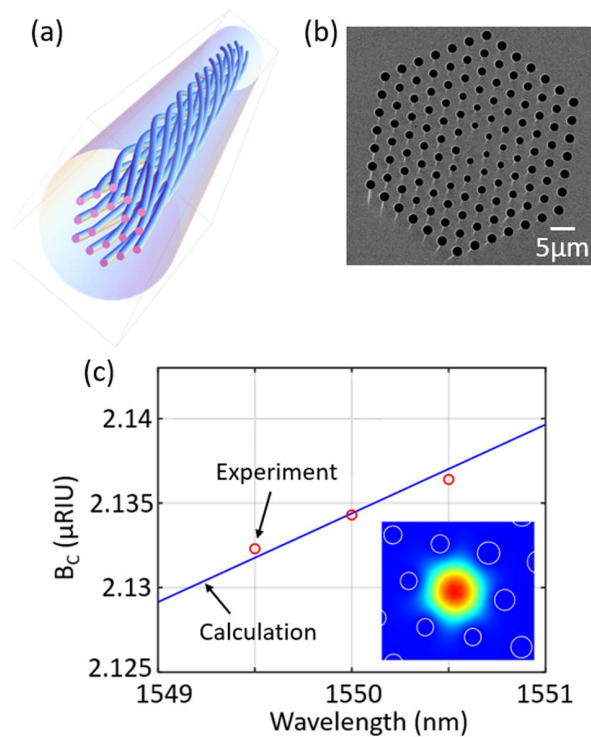 (a)
(b)
5μm
(c)
2.14
2.135
2.13
2.125
B_C (μRIU)
Experiment
Calculation
1549
1550
1551
Wavelength (nm)